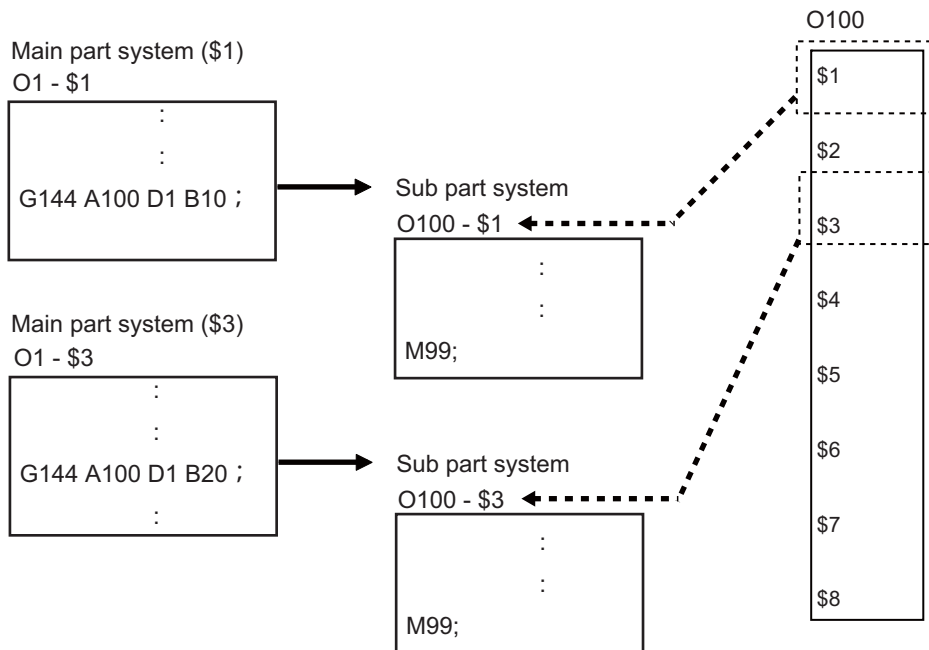 Main part system ($1)
O1 - $1
:
:
G144 A100 D1 B10 ;
Sub part system
O100 - $1
:
:
M99;
Main part system ($3)
O1 - $3
:
:
G144 A100 D1 B20 ;
:
Sub part system
O100 - $3
:
:
M99;
O100
$1
$2
$3
$4
$5
$6
$7
$8